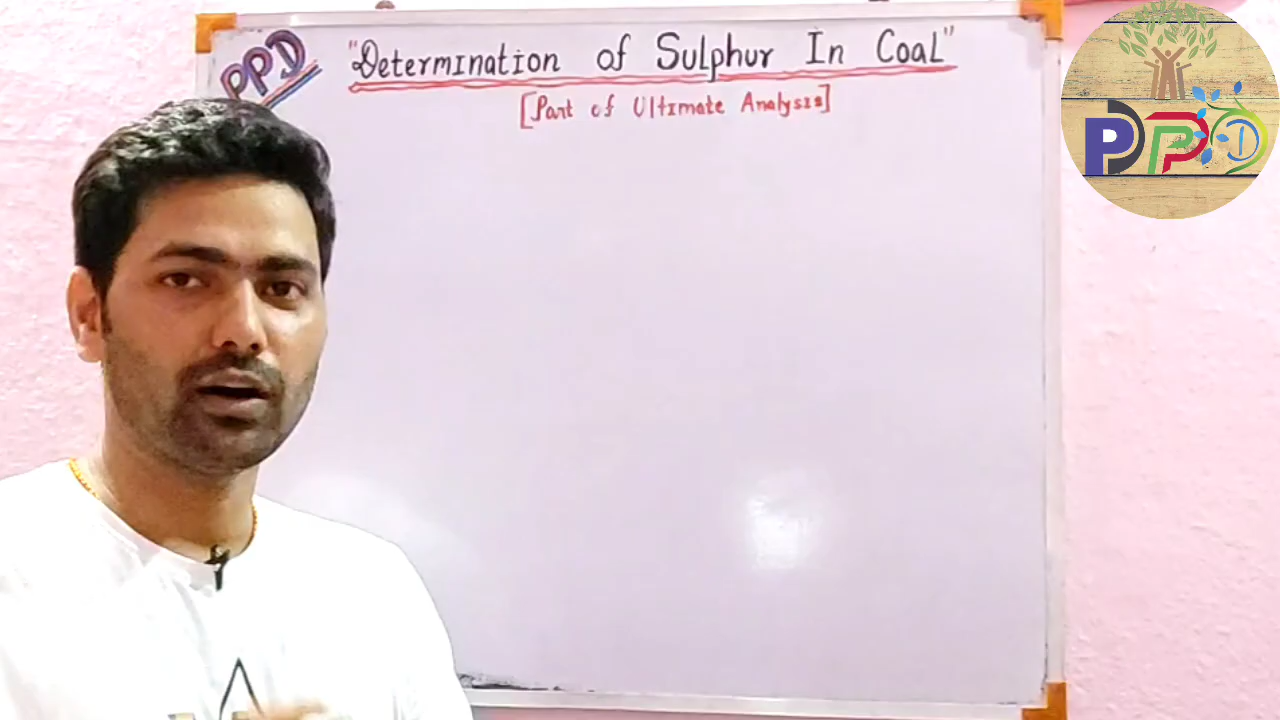 PPD
"Determination of Sulphur In Coal"
[Part of Ultimate Analysis]
PPD
D